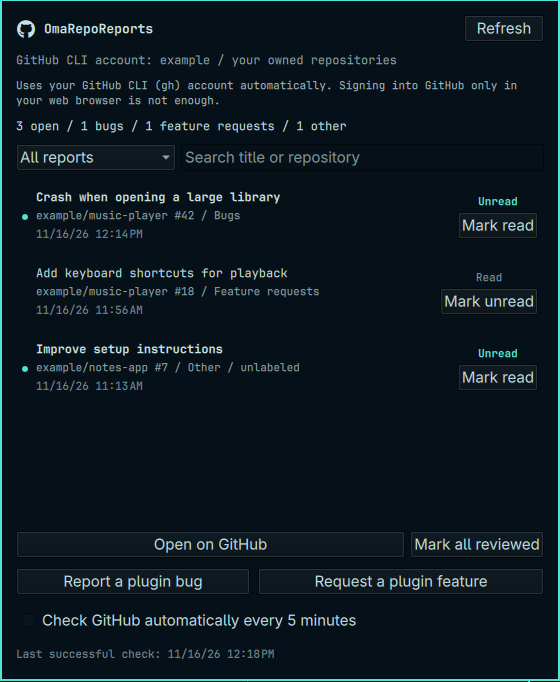 OmaRepoReports
Refresh
GitHub CLI account: example / your owned repositories
Uses your GitHub CLI (gh) account automatically. Signing into GitHub only in
your web browser is not enough.
3 open / 1 bugs / 1 feature requests / 1 other
All reports
Search title or repository
Crash when opening a large library
Unread
example/music-player #42 / Bugs
Mark read
11/16/26 12:14PM
Add keyboard shortcuts for playback
Read
example/music-player #18 / Feature requests
Mark unread
11/16/26 11:56AM
Improve setup instructions
Unread
example/notes-app #7 / Other / unlabeled
Mark read
11/16/26 11:13AM
Open on GitHub
Mark all reviewed
Report a plugin bug
Request a plugin feature
Check GitHub automatically every 5 minutes
Last successful check: 11/16/26 12:18PM